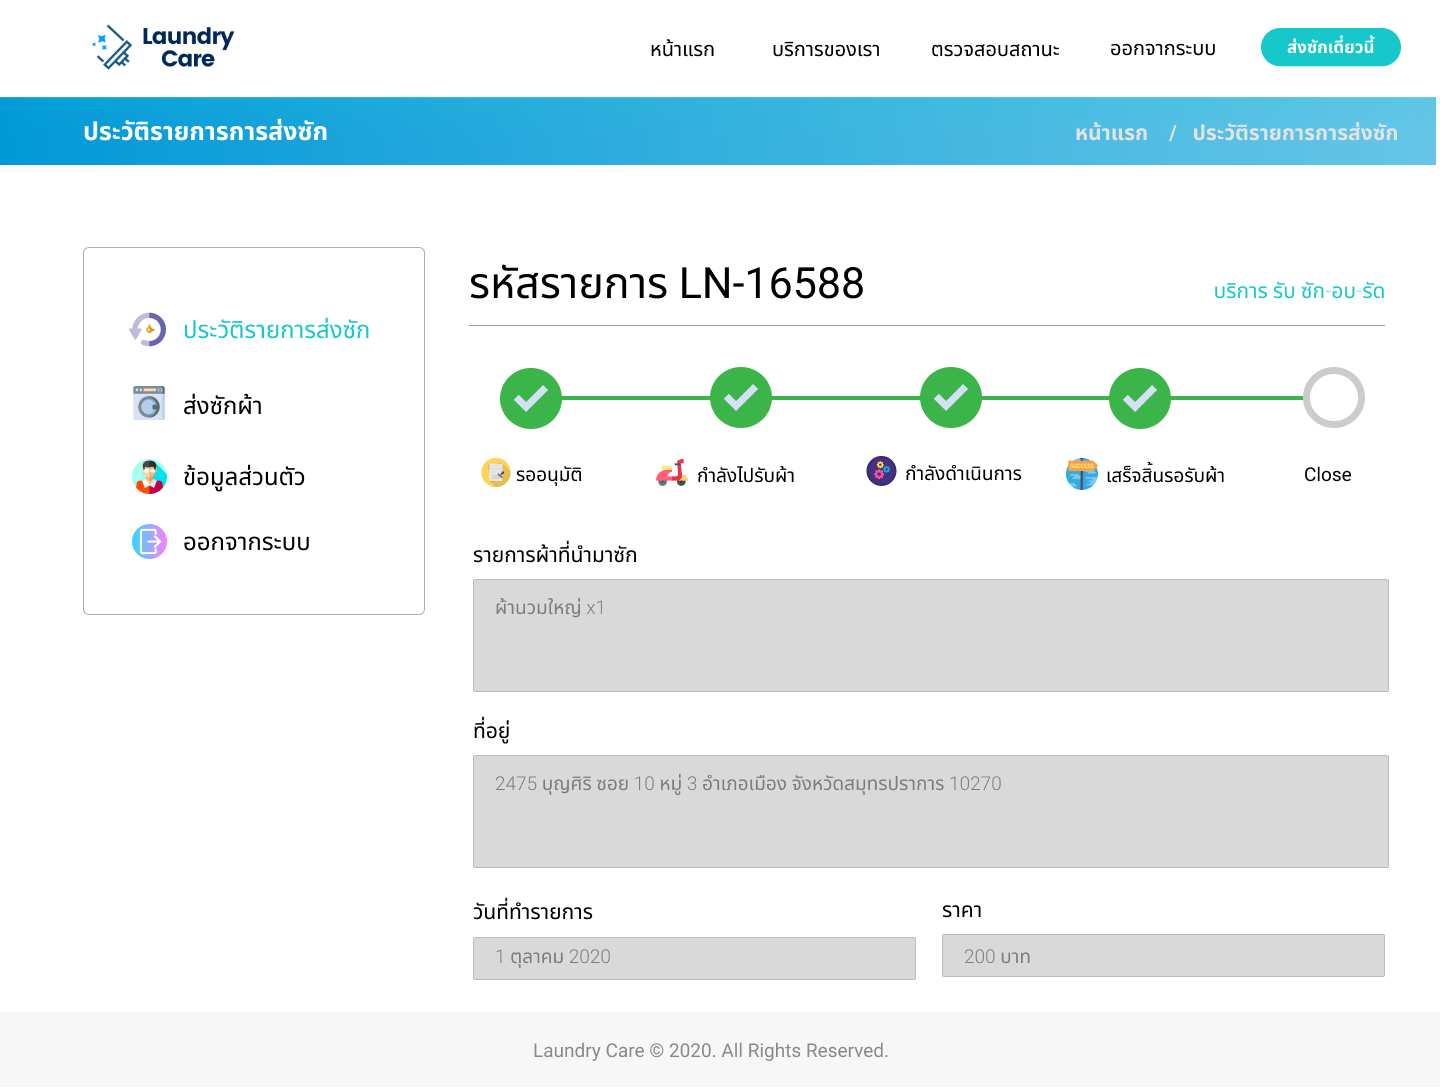 Laundry
Care
หน้าแรก
บริการของเรา
ตรวจสอบสถานะ
ออกจากระบบ
ส่งซักเดี่ยวนี้
ประวัติรายการการส่งซัก
หน้าแรก / ประวัติรายการการส่งซัก
ประวัติรายการส่งซัก
ส่งซักผ้า
ข้อมูลส่วนตัว
ออกจากระบบ
รหัสรายการ LN-16588
บริการ รับ ซัก-อบ-รัด
รออนุมัติ
กำลังไปรับผ้า
กำลังดำเนินการ
SUCCESS
เสร็จสิ้นรอรับผ้า
Close
รายการผ้าที่นำมาซัก
ผ้านวมใหญ่ x1
ที่อยู่
2475 บุญศิริ ซอย 10 หมู่ 3 อำเภอเมือง จังหวัดสมุทรปราการ 10270
วันที่ทำรายการ
1 ตุลาคม 2020
ราคา
200 บาท
Laundry Care © 2020. All Rights Reserved.